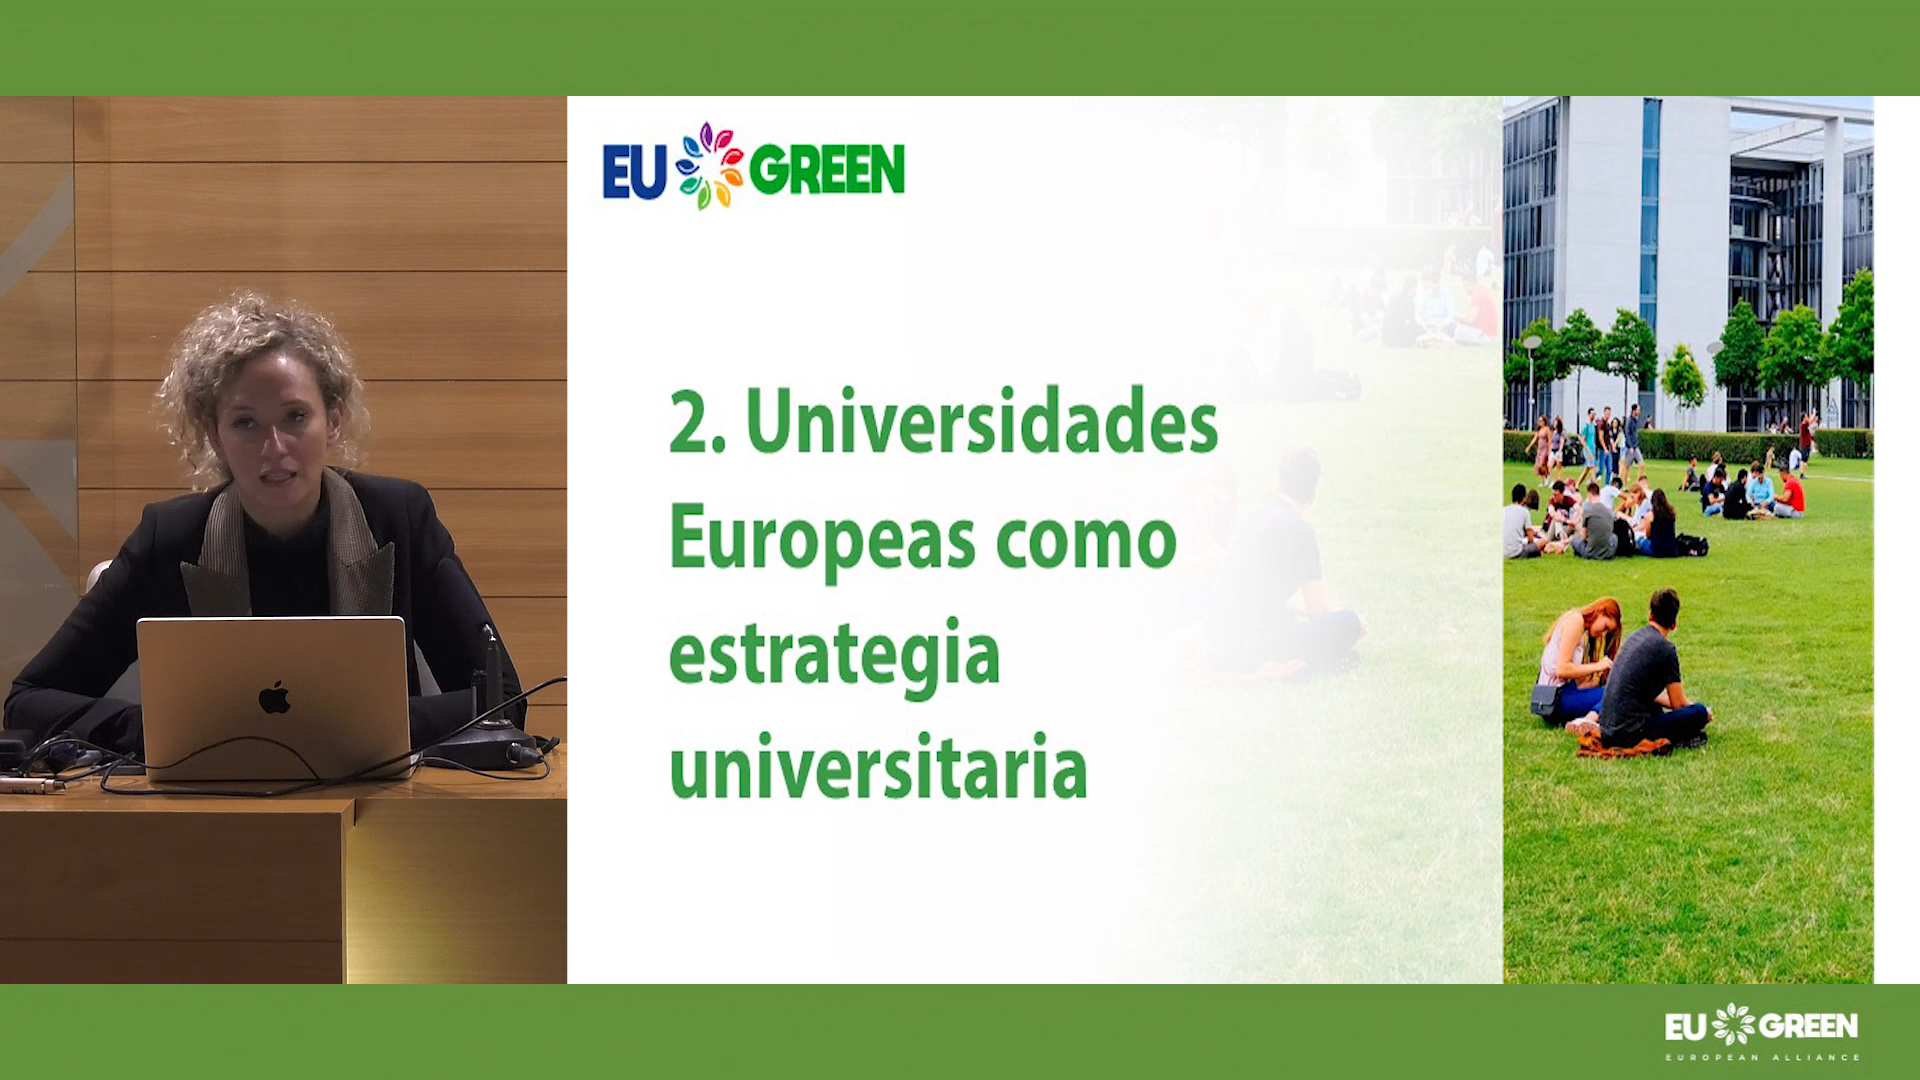 EU GREEN
2. Universidades
Europeas como
estrategia
universitaria
EU GREEN
EUROPEAN ALLIANCE